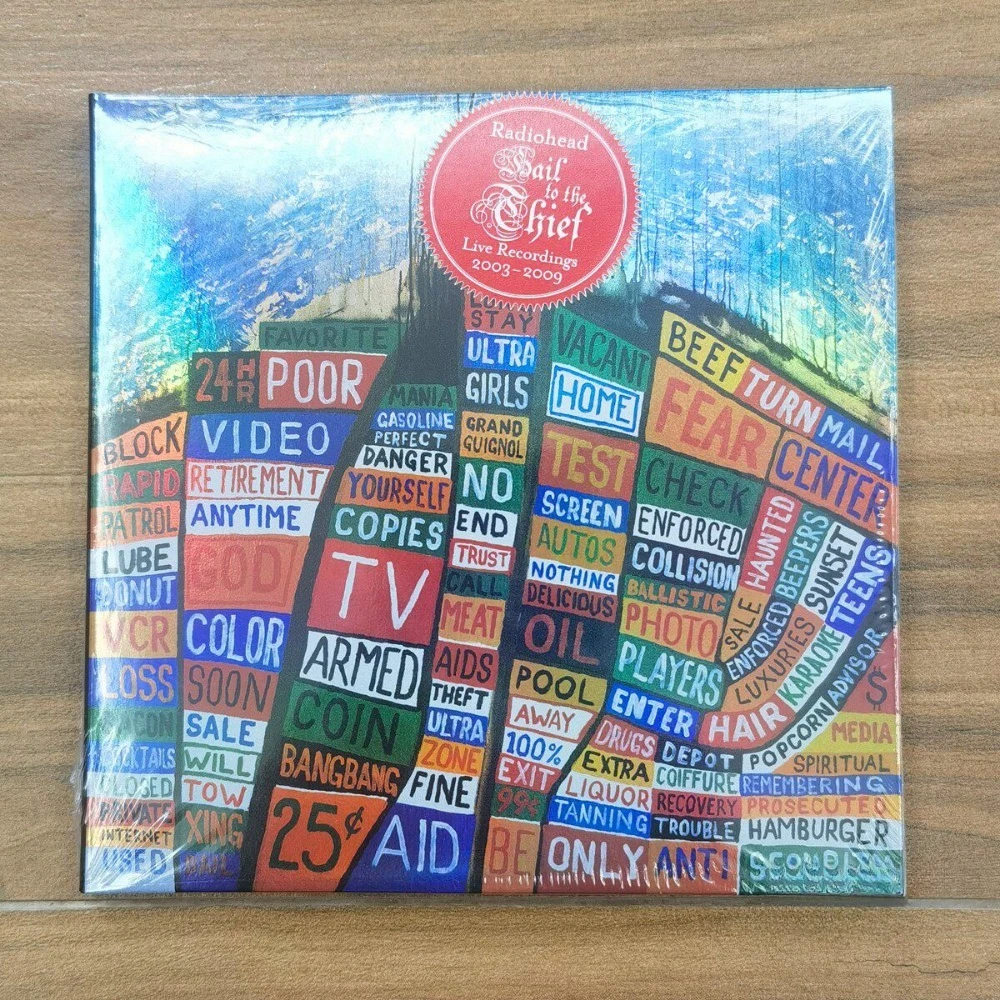 Radiohead
Hail
to the
Thief
Live Recordings
2003–2009
STAY
ULTRA
GIRLS
GRAND
GUIGNOL
NO
END
TRUST
CALL
MEAT
AIDS
THEFT
ULTRA
ZONE
FINE
AID
FAVORITE
24HR POOR
VIDEO
RETIREMENT
ANYTIME
GOD
COLOR
SOON
SALE
WILL
TOW
XING
BLOCK
RAPID
PATROL
LUBE
DONUT
VCR
LOSS
BACON
COCKTAILS
CLOSED
PRIVATE
INTERNET
USED
MANIA
GASOLINE
PERFECT
DANGER
YOURSELF
COPIES
TV
ARMED
COIN
BANGBANG
25¢
VACANT
HOME
TEST
SCREEN
AUTOS
NOTHING
DELICIOUS
OIL
POOL
AWAY
100%
EXIT
99¢
BE
BEEF TURN MAIL
FEAR CENTER
CHECK
ENFORCED
COLLISION
BALLISTIC
PHOTO
PLAYERS
ENTER
DRUGS
EXTRA
LIQUOR
TANNING
ONLY ANTI
HAUNTED
SALE
BEEPERS
ENFORCED
SUNSET
LUXURIES
TEENS
KARAOKE
HAIR
ADVISOR
POPCORN
$
MEDIA
SPIRITUAL
DEPOT
COIFFURE
RECOVERY
TROUBLE
REMEMBERING
PROSECUTED
HAMBURGER